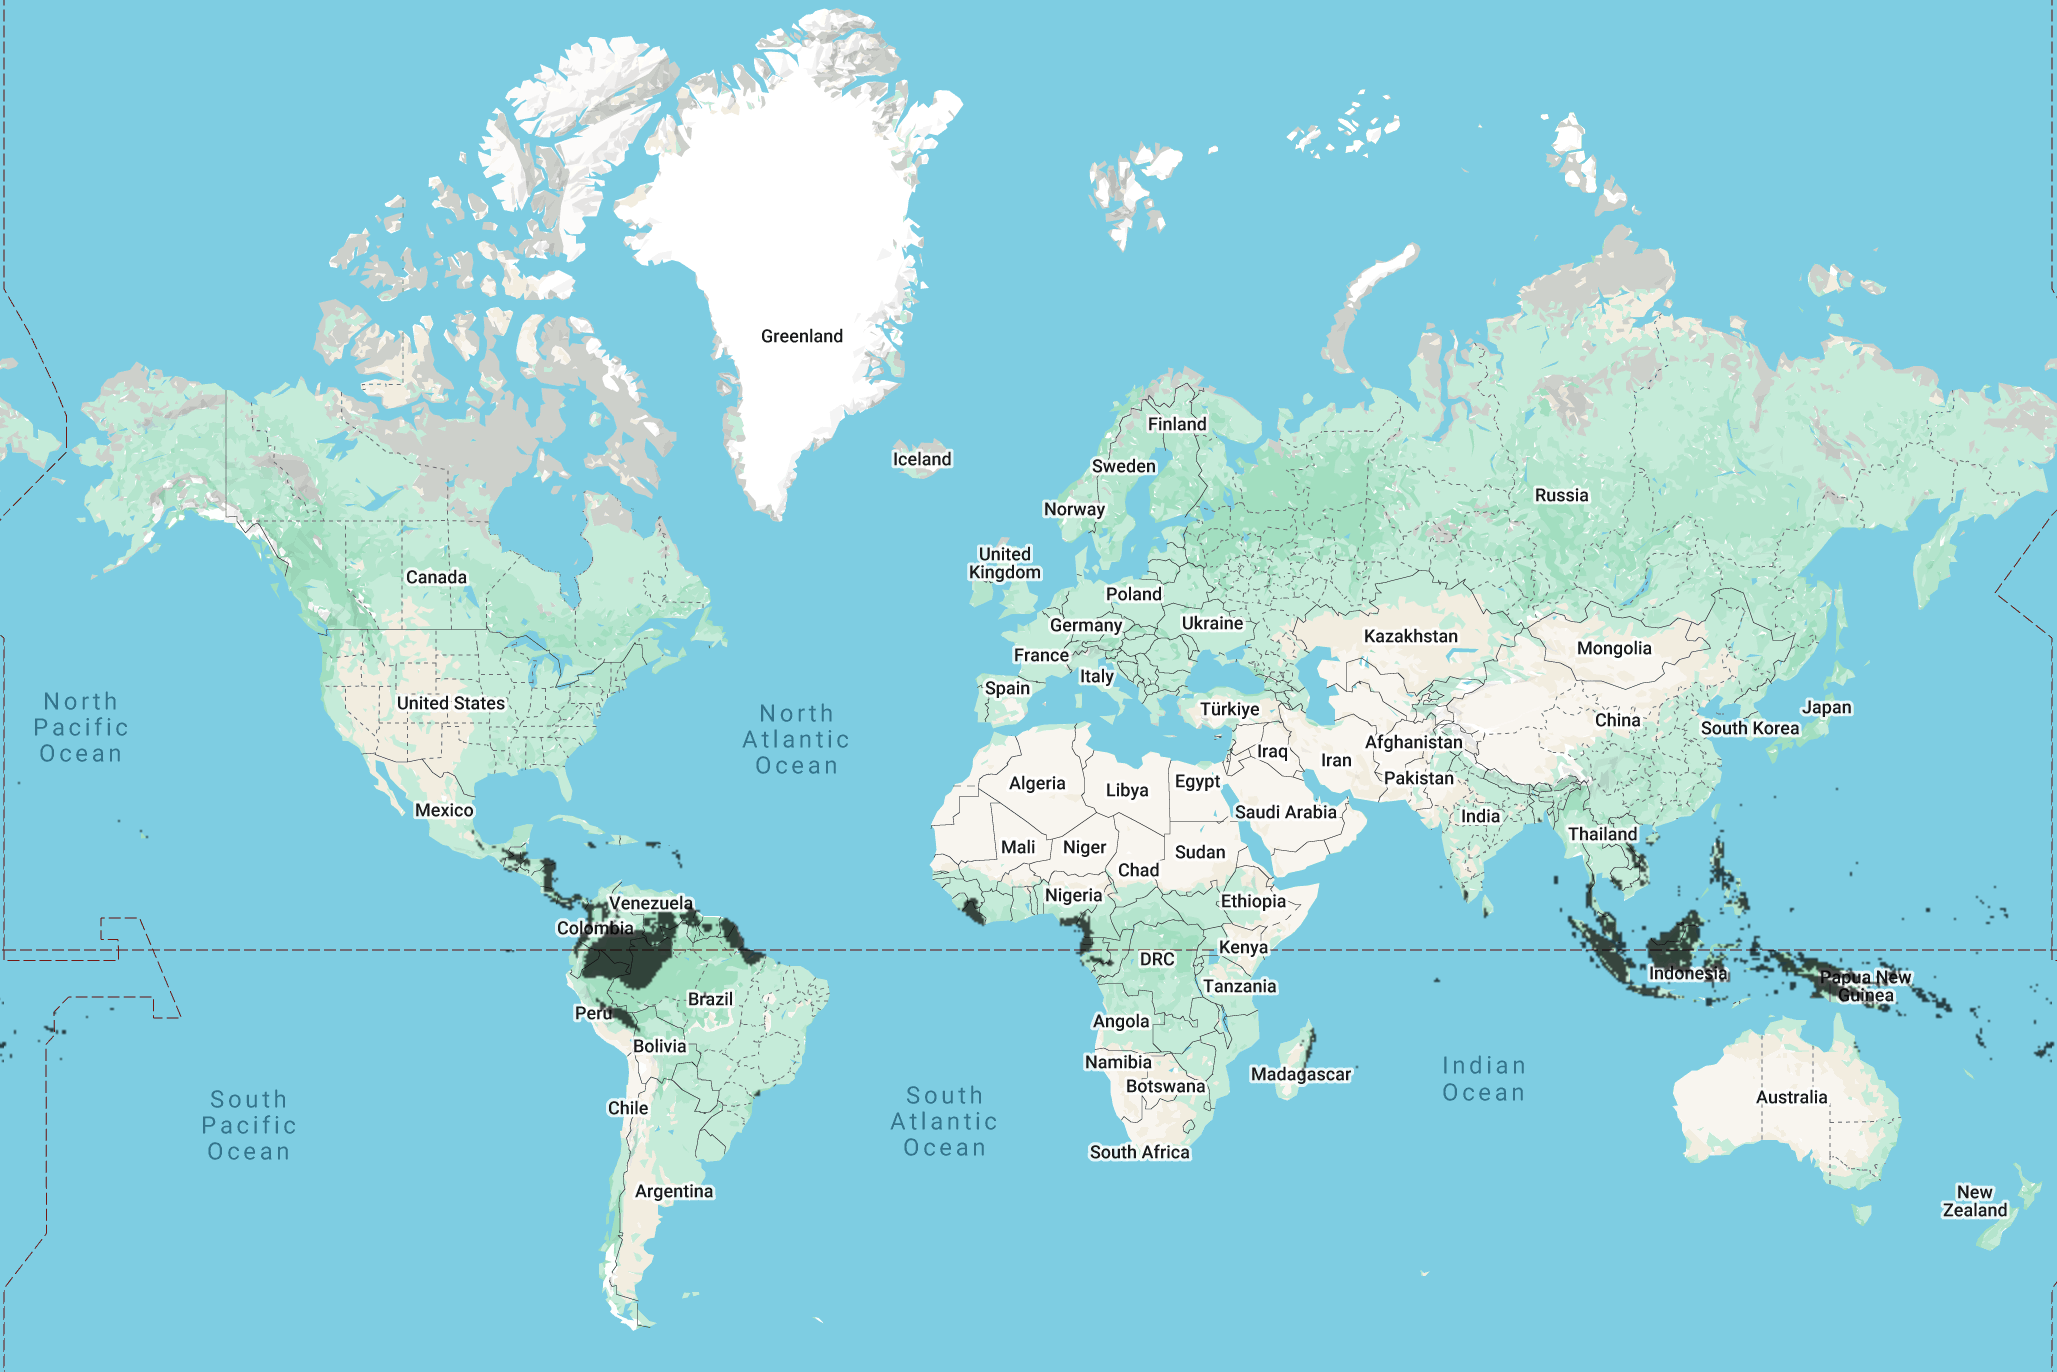 Greenland
Finland
Iceland
Sweden
Russia
Norway
United
Kingdom
Canada
Poland
Germany
Ukraine
Kazakhstan
Mongolia
France
Italy
Spain
North
Pacific
Ocean
United States
North
Atlantic
Ocean
Türkiye
China
Japan
South Korea
Iraq
Iran
Afghanistan
Pakistan
Algeria
Libya
Egypt
Saudi Arabia
India
Mexico
Thailand
Mali
Niger
Sudan
Chad
Nigeria
Ethiopia
Venezuela
Colombia
Kenya
DRC
Indonesia
Papua New
Guinea
Tanzania
Brazil
Peru
Angola
Bolivia
Namibia
Botswana
Madagascar
Indian
Ocean
Australia
Chile
South
Pacific
Ocean
South
Atlantic
Ocean
South Africa
Argentina
New
Zealand